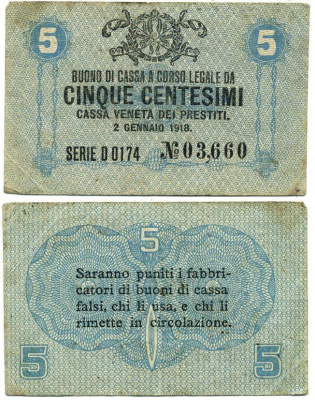 5 5
BUONO DI CASSA A CORSO LEGALE DA
CINQUE CENTESIMI
CASSA VENETA DEI PRESTITI.
2 GENNAIO 1918.
SERIE D 0174 № 03,660
5
Saranno puniti i fabbri-
catori di buoni di cassa
falsi, chi li usa, e chi li
rimette in circolazione.
5 5